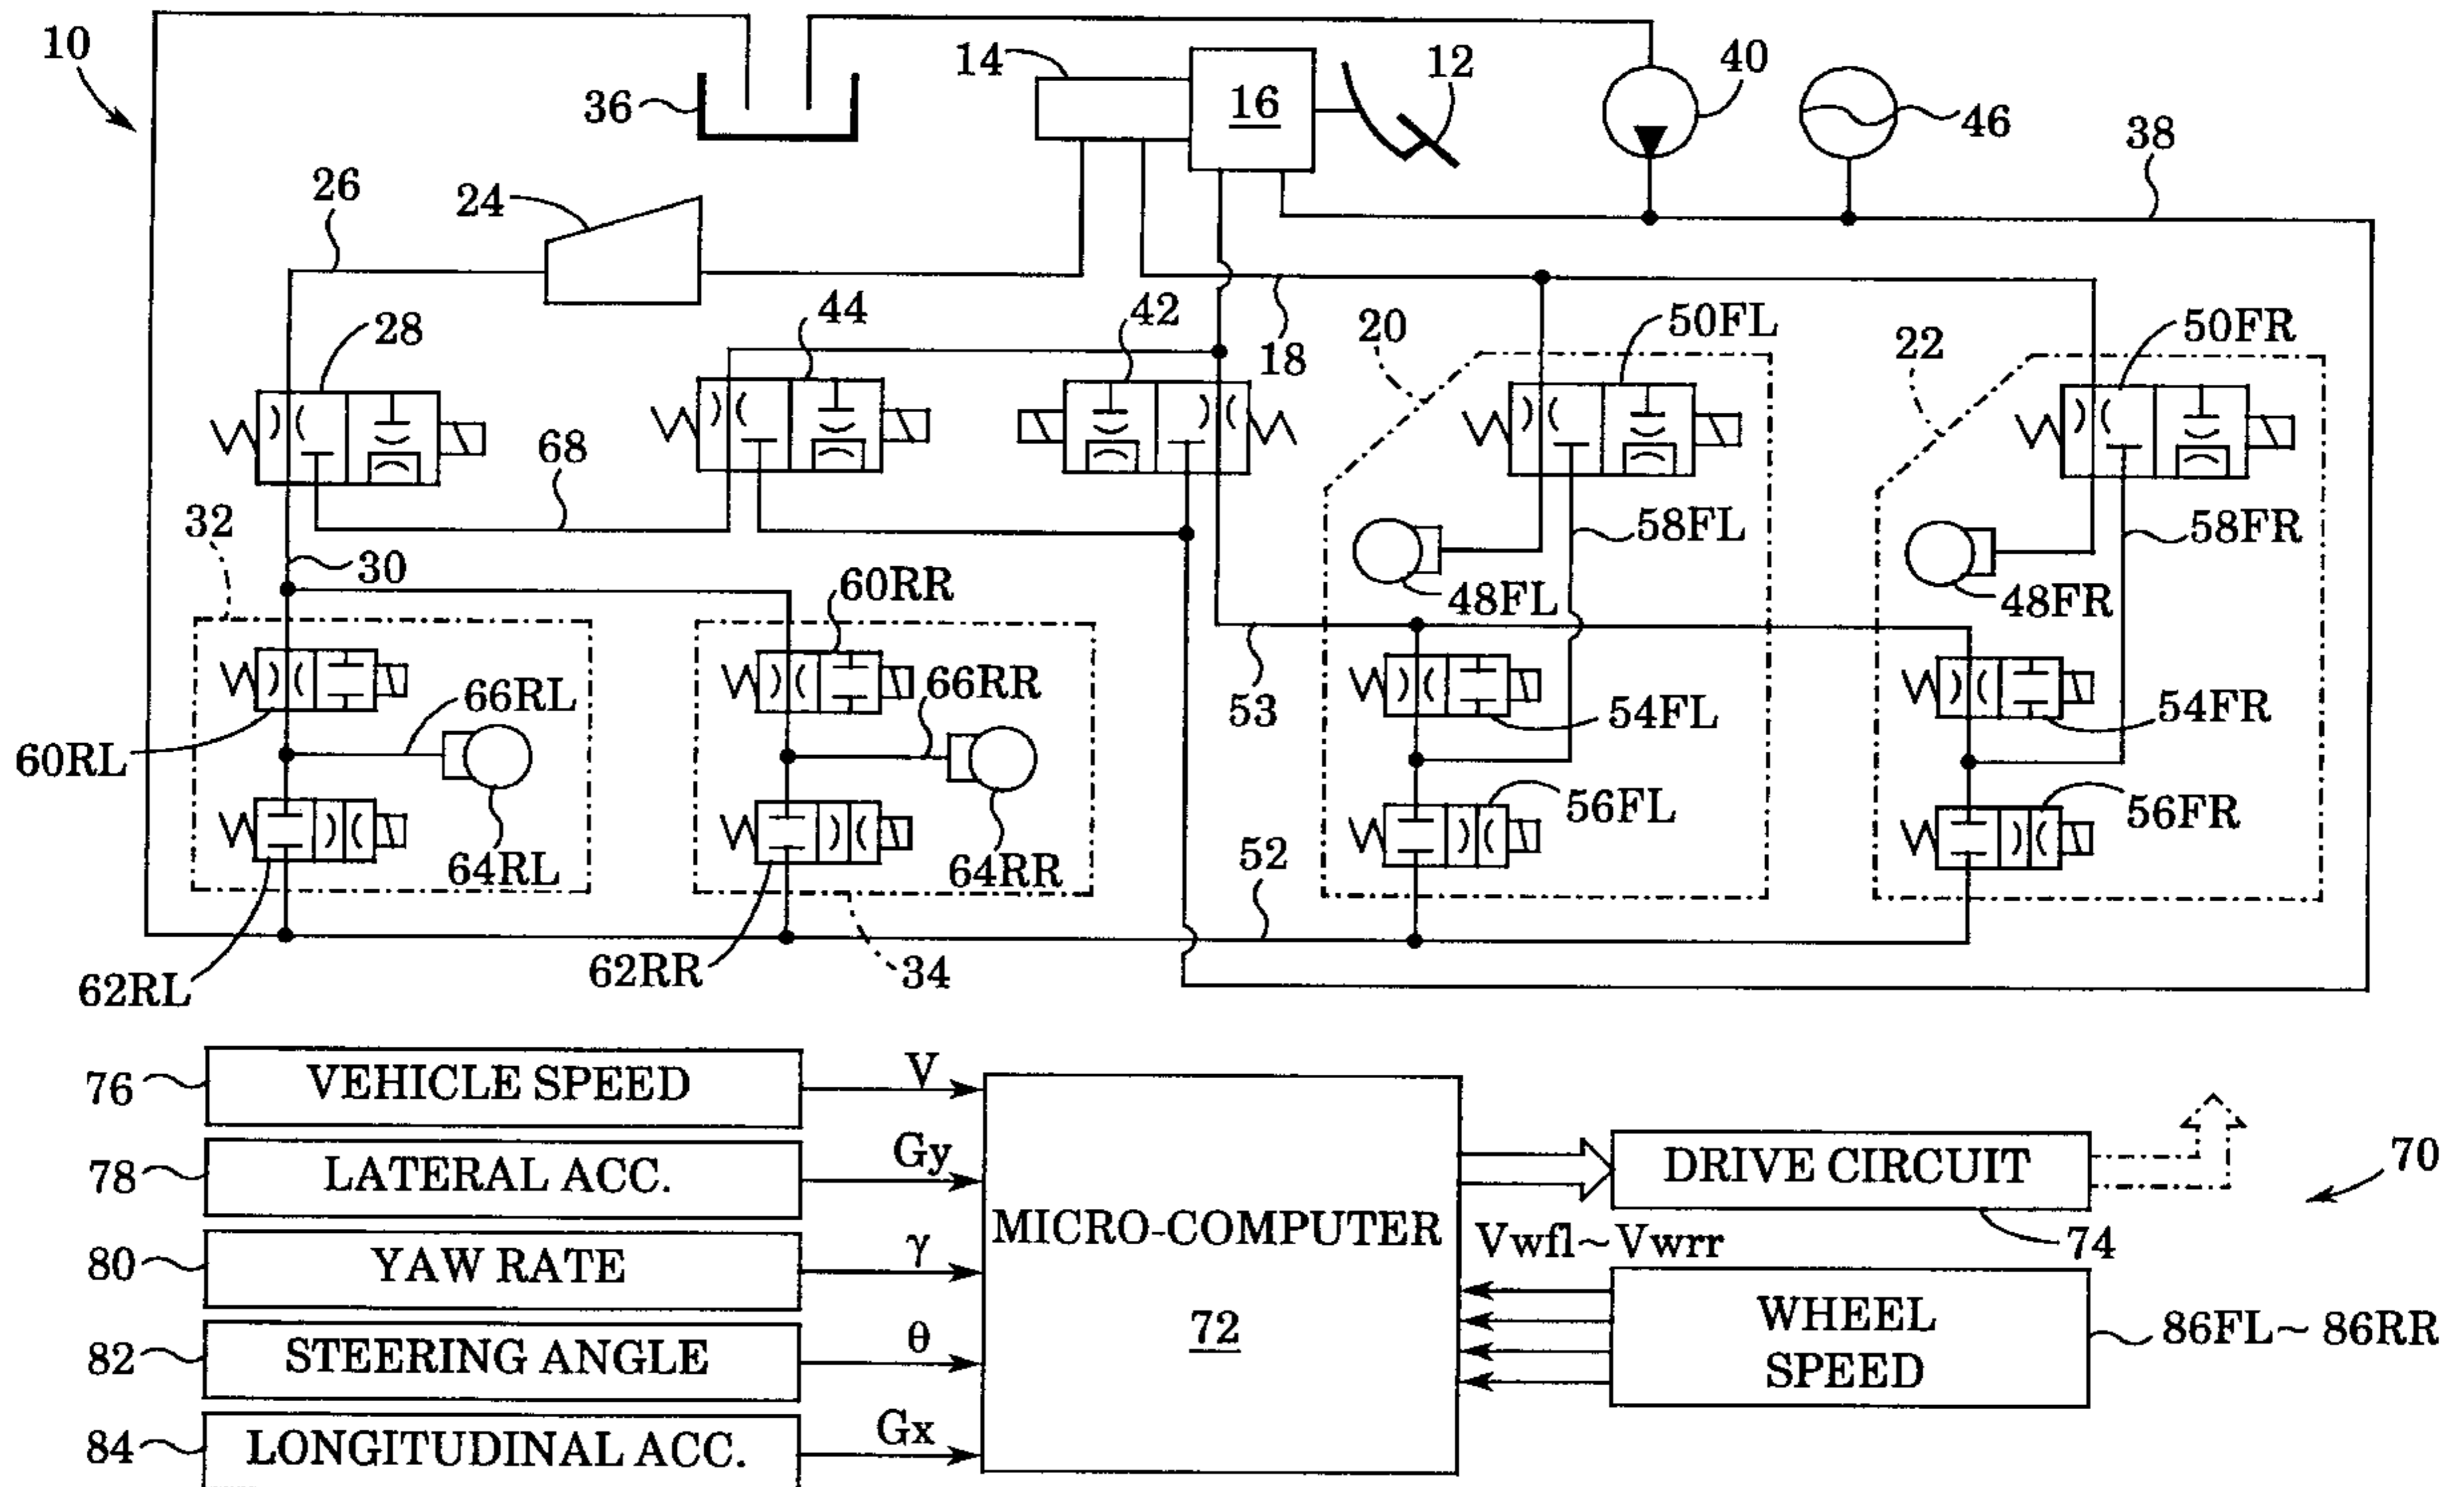 10
14
16
12
40
36
46
38
26
24
28
44
42
18
20
50FL
22
50FR
68
32
30
58FL
58FR
60RR
48FL
48FR
66RL
66RR
53
54FL
54FR
60RL
56FL
56FR
64RL
64RR
52
62RL
62RR
34
76
VEHICLE SPEED
V
78
LATERAL ACC.
Gy
80
YAW RATE
γ
82
STEERING ANGLE
θ
84
LONGITUDINAL ACC.
Gx
MICRO-COMPUTER
72
DRIVE CIRCUIT
70
74
Vwfl~Vwrr
WHEEL
SPEED
86FL~ 86RR